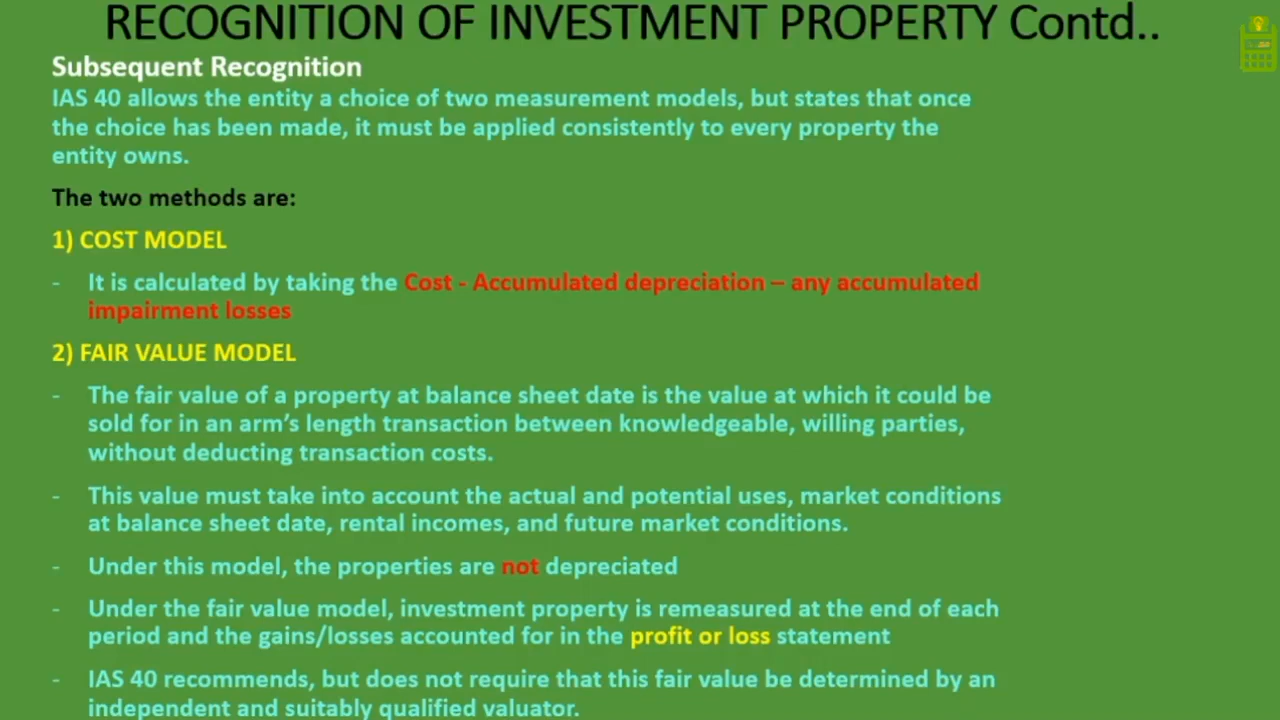 RECOGNITION OF INVESTMENT PROPERTY Contd..
Subsequent Recognition
IAS 40 allows the entity a choice of two measurement models, but states that once
the choice has been made, it must be applied consistently to every property the
entity owns.
The two methods are:
1) COST MODEL
- It is calculated by taking the Cost - Accumulated depreciation – any accumulated
impairment losses
2) FAIR VALUE MODEL
- The fair value of a property at balance sheet date is the value at which it could be
sold for in an arm's length transaction between knowledgeable, willing parties,
without deducting transaction costs.
- This value must take into account the actual and potential uses, market conditions
at balance sheet date, rental incomes, and future market conditions.
- Under this model, the properties are not depreciated
- Under the fair value model, investment property is remeasured at the end of each
period and the gains/losses accounted for in the profit or loss statement
- IAS 40 recommends, but does not require that this fair value be determined by an
independent and suitably qualified valuator.